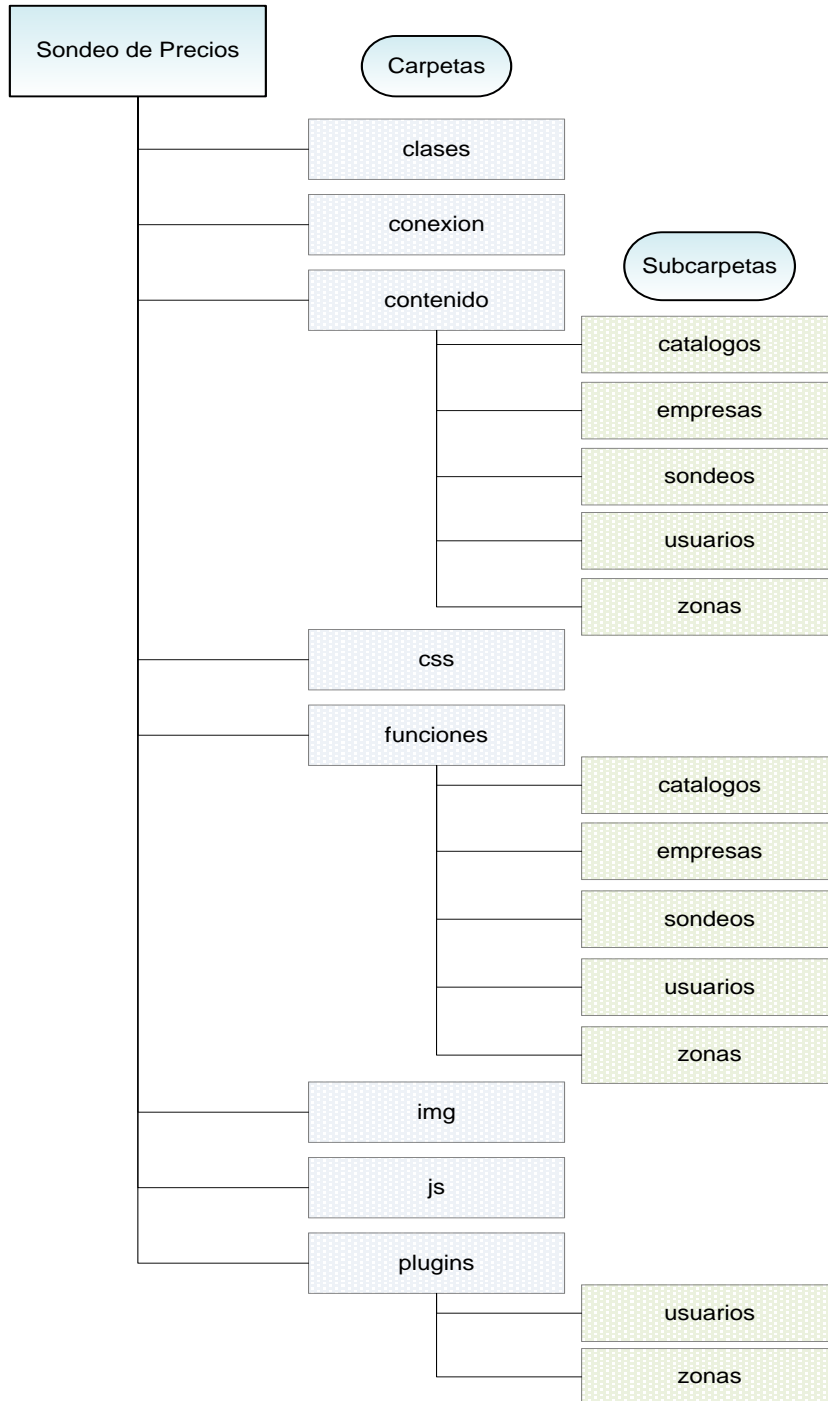 Sondeo de Precios
Carpetas
clases
conexion
contenido
Subcarpetas
catalogos
empresas
sondeos
usuarios
zonas
css
funciones
catalogos
empresas
sondeos
usuarios
zonas
img
js
plugins
usuarios
zonas